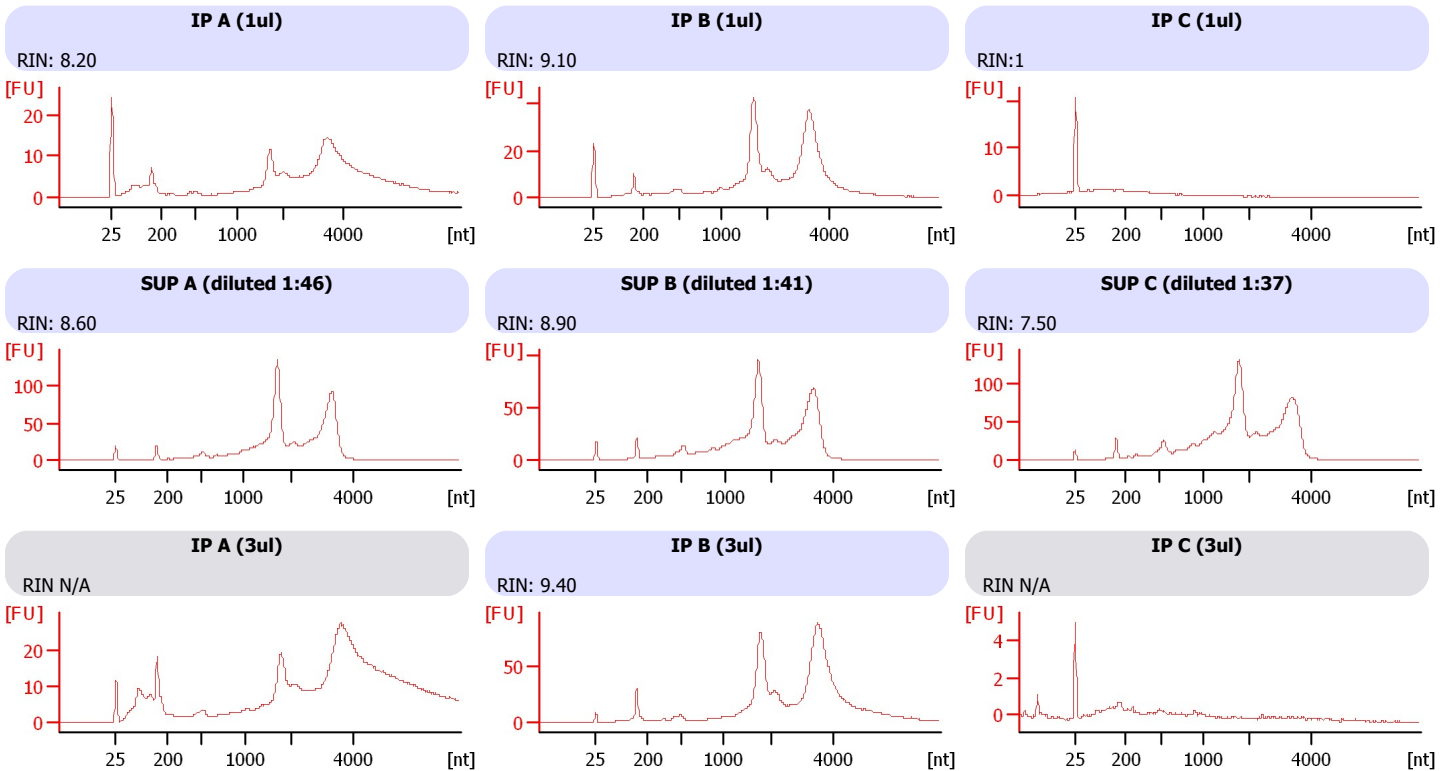 IP A (1ul)
RIN: 8.20
[FU]
20
10
0
25 200 1000 4000 [nt]
IP B (1ul)
RIN: 9.10
[FU]
20
0
25 200 1000 4000 [nt]
IP C (1ul)
RIN:1
[FU]
10
0
25 200 1000 4000 [nt]
SUP A (diluted 1:46)
RIN: 8.60
[FU]
100
50
0
25 200 1000 4000 [nt]
SUP B (diluted 1:41)
RIN: 8.90
[FU]
50
0
25 200 1000 4000 [nt]
SUP C (diluted 1:37)
RIN: 7.50
[FU]
100
50
0
25 200 1000 4000 [nt]
IP A (3ul)
RIN N/A
[FU]
20
10
0
25 200 1000 4000 [nt]
IP B (3ul)
RIN: 9.40
[FU]
50
0
25 200 1000 4000 [nt]
IP C (3ul)
RIN N/A
[FU]
4
2
0
25 200 1000 4000 [nt]